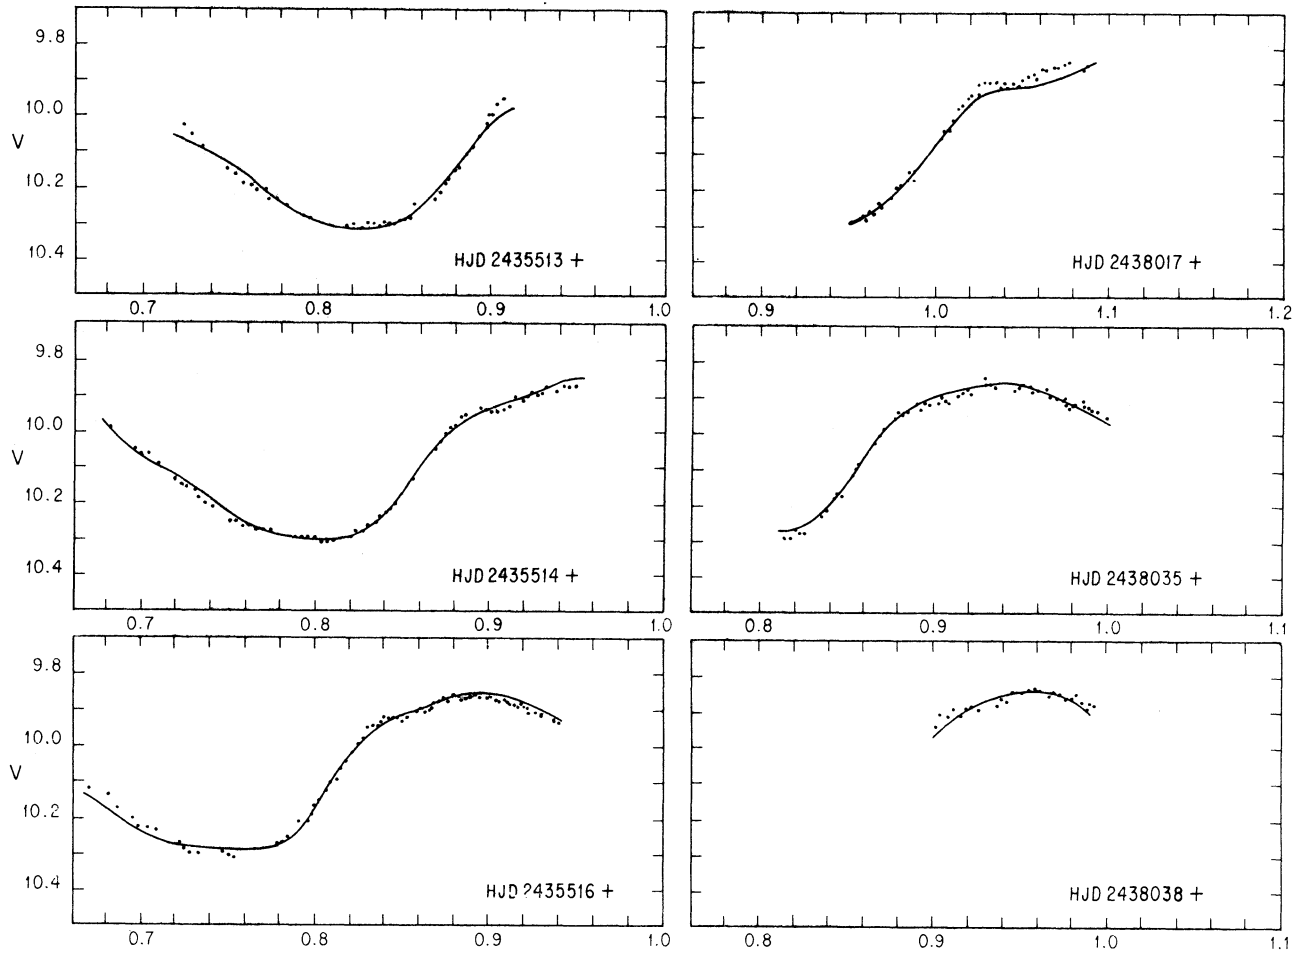 9.8
10.0
V
10.2
10.4
HJD 2435513 +
0.7 0.8 0.9 1.0
HJD 2438017 +
0.9 1.0 1.1 1.2
9.8
10.0
V
10.2
10.4
HJD 2435514 +
0.7 0.8 0.9 1.0
HJD 2438035 +
0.8 0.9 1.0 1.1
9.8
10.0
V
10.2
10.4
HJD 2435516 +
0.7 0.8 0.9 1.0
HJD 2438038 +
0.8 0.9 1.0 1.1